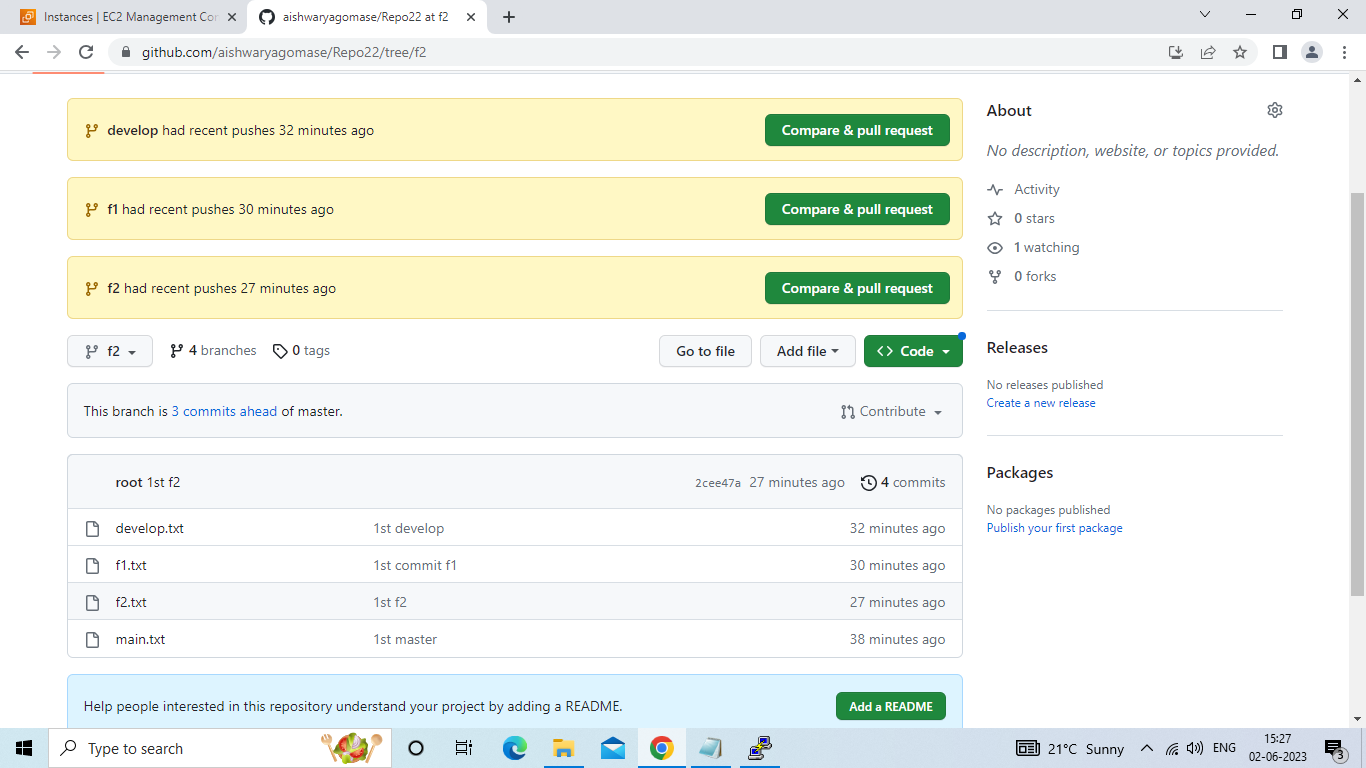 Instances | EC2 Management Con
aishwaryagomase/Repo22 at f2
github.com/aishwaryagomase/Repo22/tree/f2
develop had recent pushes 32 minutes ago
Compare & pull request
f1 had recent pushes 30 minutes ago
Compare & pull request
f2 had recent pushes 27 minutes ago
Compare & pull request
f2
4 branches
0 tags
Go to file
Add file
Code
This branch is 3 commits ahead of master.
Contribute
root 1st f2
2cee47a 27 minutes ago
4 commits
develop.txt 1st develop 32 minutes ago
f1.txt 1st commit f1 30 minutes ago
f2.txt 1st f2 27 minutes ago
main.txt 1st master 38 minutes ago
Help people interested in this repository understand your project by adding a README.
Add a README
About
No description, website, or topics provided.
Activity
0 stars
1 watching
0 forks
Releases
No releases published
Create a new release
Packages
No packages published
Publish your first package
Type to search
21°C Sunny
ENG
15:27
02-06-2023
3